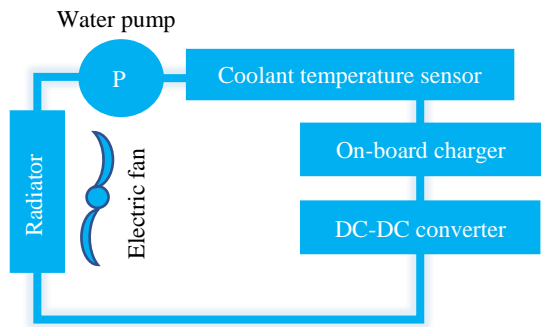 Water pump
P
Coolant temperature sensor
On-board charger
Radiator
Electric fan
DC-DC converter